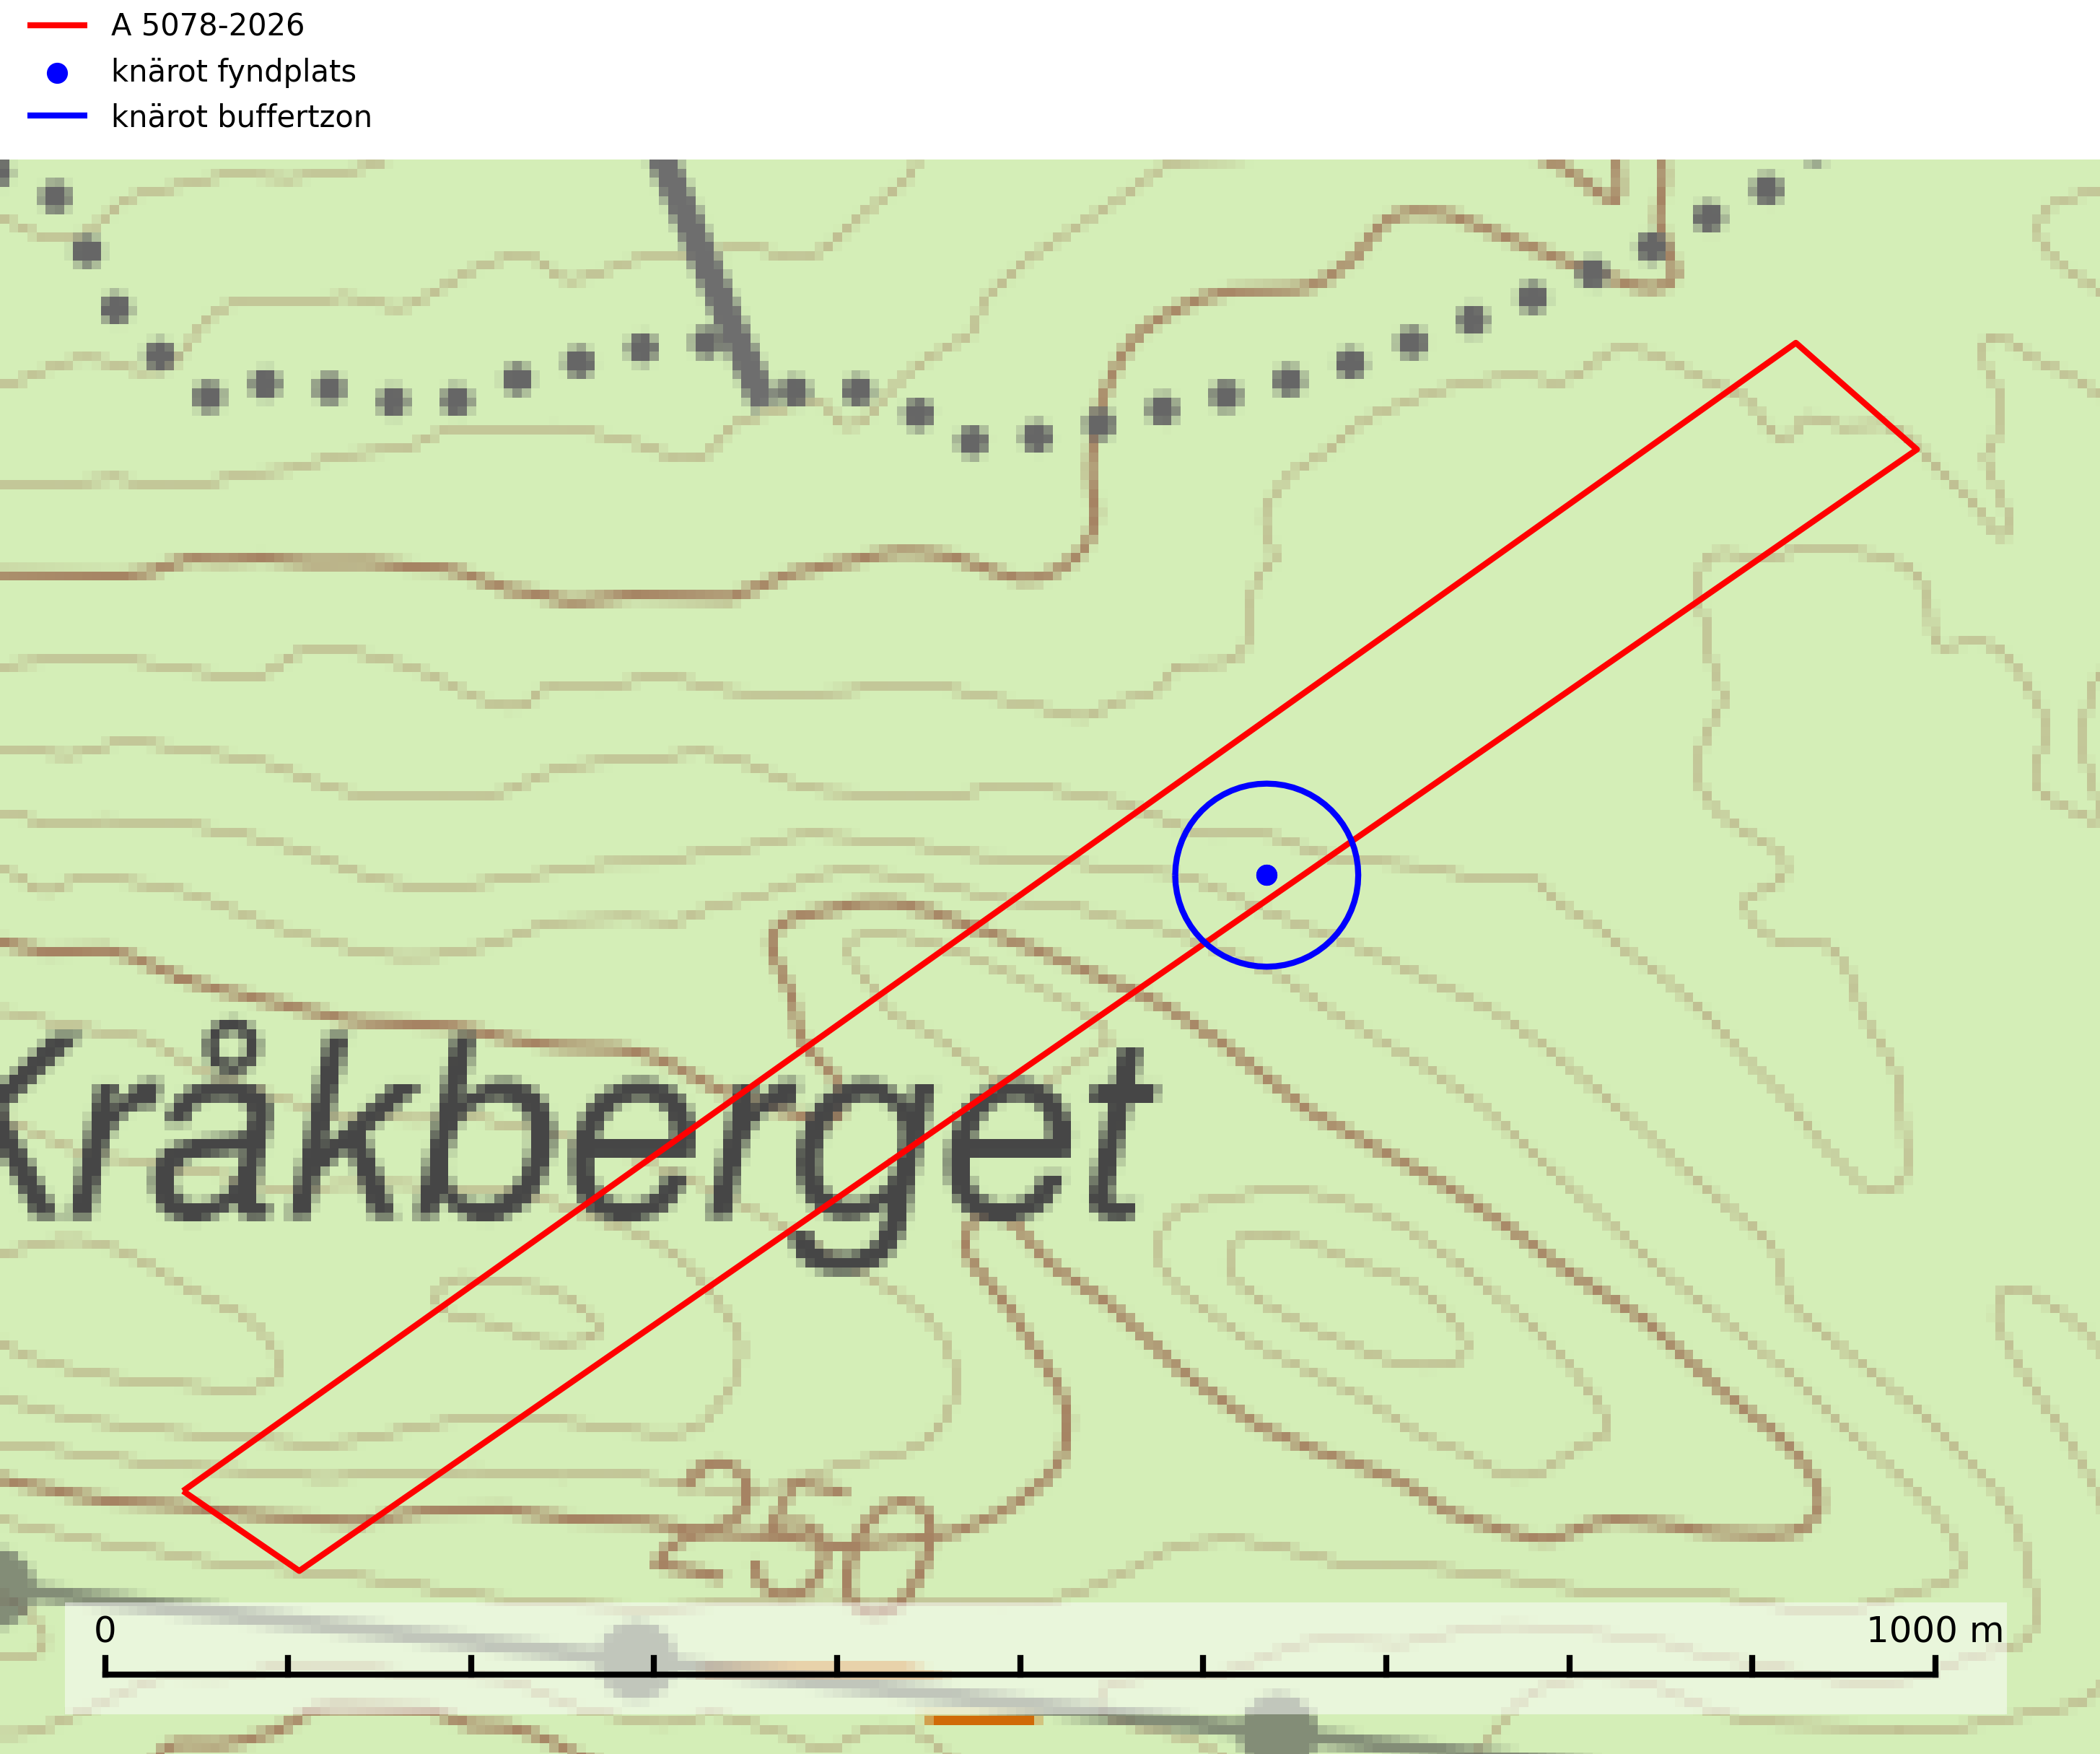 A 5078-2026
knärot fyndplats
knärot buffertzon
Kråkberget
250
0
1000 m